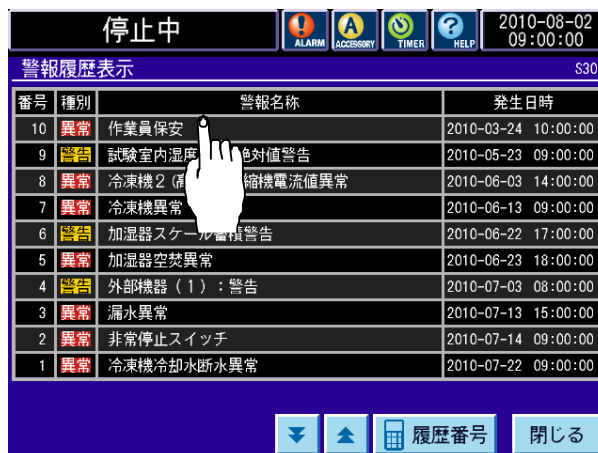 停止中 ALARM ACCESSORY TIMER HELP 2010-08-02
09:00:00
警報履歴表示 S30
番号 種別 警報名称 発生日時
10 異常 作業員保安 2010-03-24 10:00:00
9 警告 試験室内湿度 絶対値警告 2010-05-23 09:00:00
8 異常 冷凍機2 縮機電流値異常 2010-06-03 14:00:00
7 異常 冷凍機異常 2010-06-13 09:00:00
6 警告 加湿器スケール蓄積警告 2010-06-22 17:00:00
5 異常 加湿器空焚異常 2010-06-23 18:00:00
4 警告 外部機器(1):警告 2010-07-03 08:00:00
3 異常 漏水異常 2010-07-13 15:00:00
2 異常 非常停止スイッチ 2010-07-14 09:00:00
1 異常 冷凍機冷却水断水異常 2010-07-22 09:00:00
履歴番号 閉じる